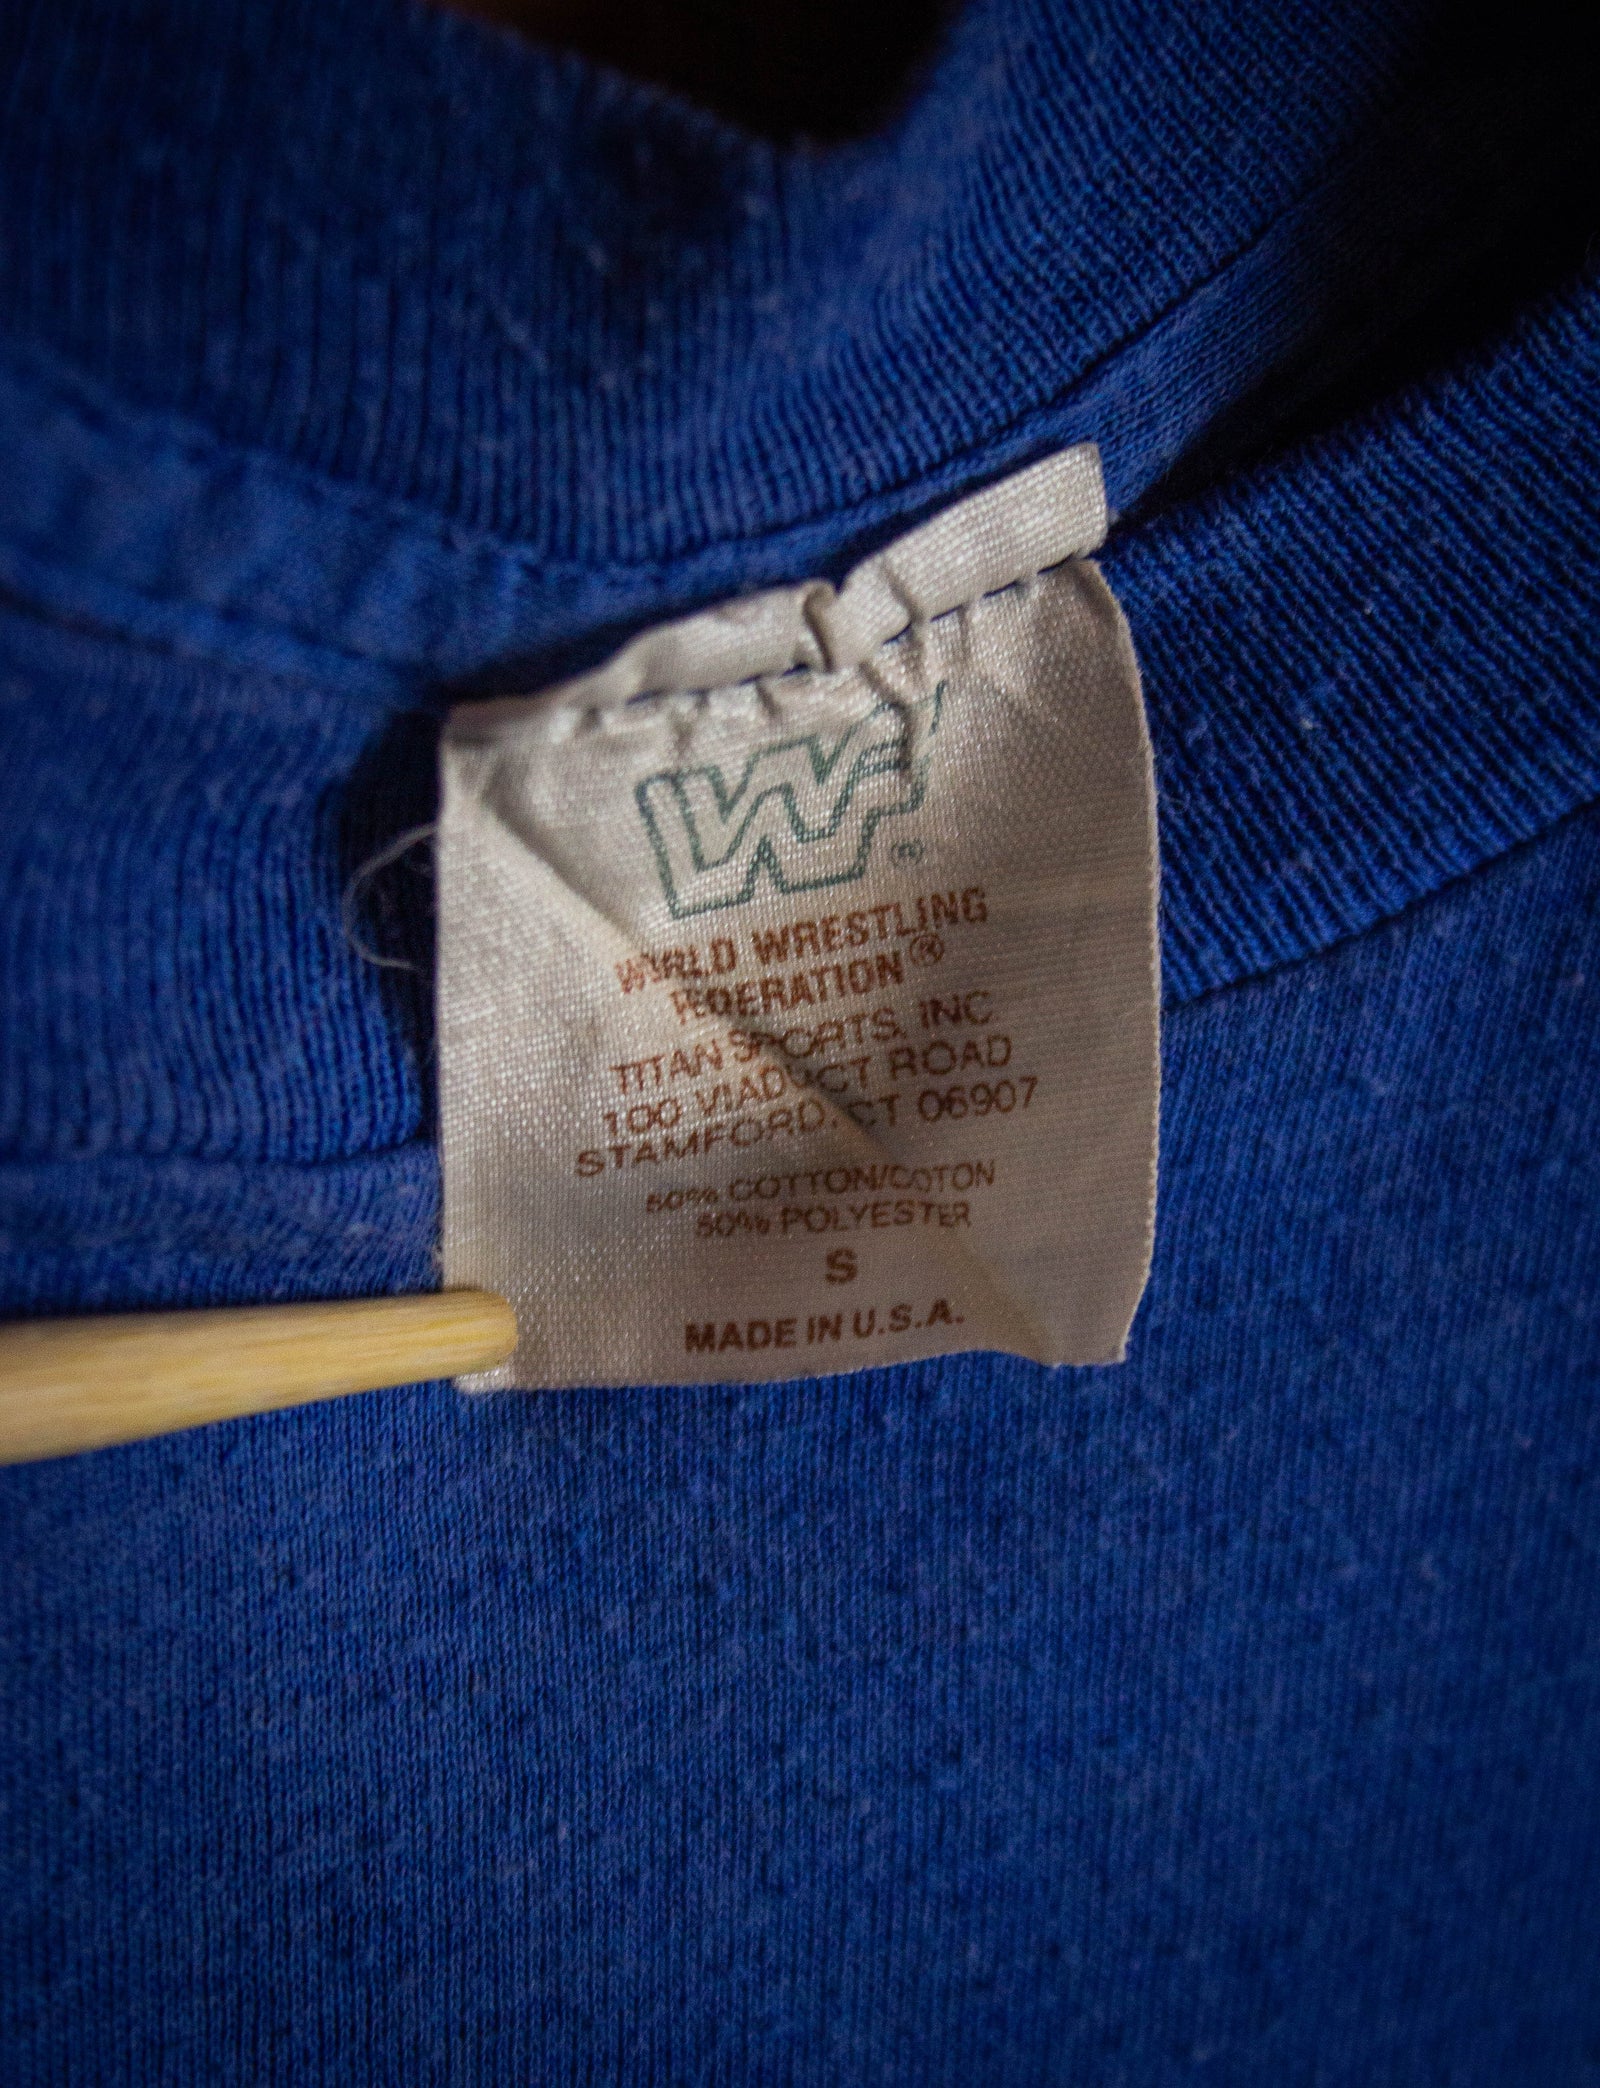 WF
®
WORLD WRESTLING
FEDERATION®
TITAN SPORTS, INC
100 VIADUCT ROAD
STAMFORD, CT 06907
50% COTTON/COTON
50% POLYESTER
S
MADE IN U.S.A.